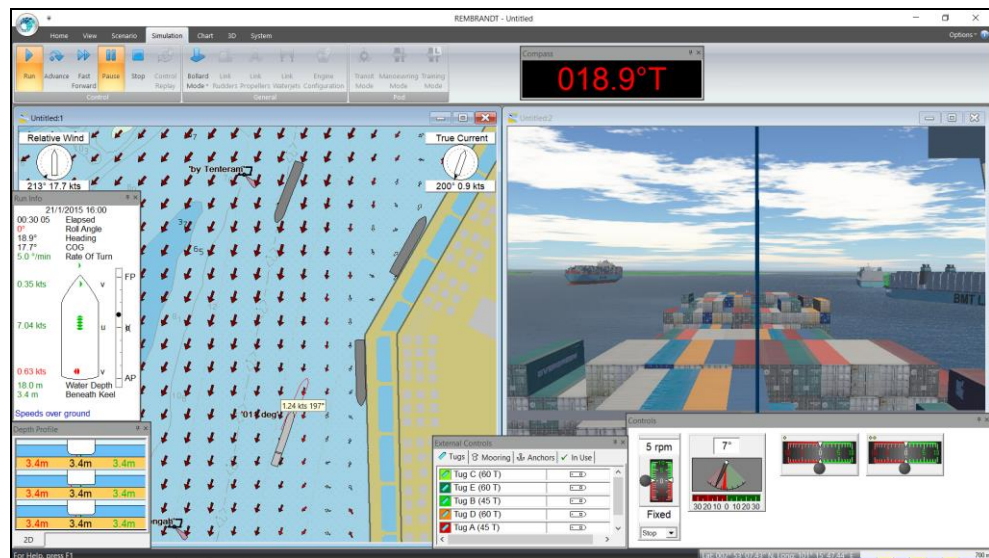 REMBRANDT - Untitled
Home View Scenario Simulation Chart 3D System
Options
Run Advance Fast Forward Pause Stop Control Replay
Bollard Mode Link Rudders Link Propellers Link Waterjets Engine Configuration
Transit Mode Manoeuvring Mode Training Mode
Control General Pod
Compass
018.9°T
Untitled:1
Untitled:2
Relative Wind
213° 17.7 kts
True Current
200° 0.9 kts
"by Tenteram"
Run Info
21/1/2015 16:00
00:30 05 Elapsed
0° Roll Angle
18.9° Heading
17.7° COG
5.0 °/min Rate Of Turn
FP
0.35 kts v
7.04 kts u
0.63 kts v
AP
18.0 m Water Depth
3.4 m Beneath Keel
Speeds over ground
1.24 kts 197°
"018 deg"
BMT
Depth Profile
3.4m 3.4m 3.4m
3.4m 3.4m 3.4m
3.4m 3.4m 3.4m
2D
External Controls
Tugs Mooring Anchors In Use
Tug C (60 T)
Tug E (60 T)
Tug B (45 T)
Tug D (60 T)
Tug A (45 T)
Controls
5 rpm
7°
30 20 10 0 10 20 30
Fixed
Stop
For Help, press F1
700 m